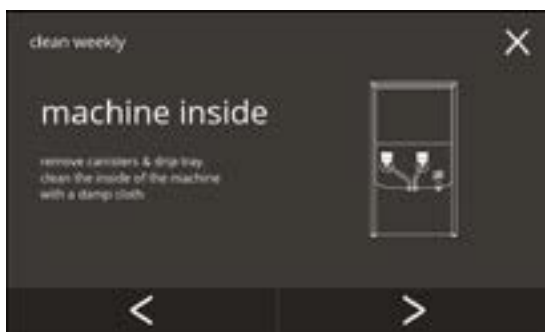 clean weekly
machine inside
remove canisters & drip tray
clean the inside of the machine
with a damp cloth